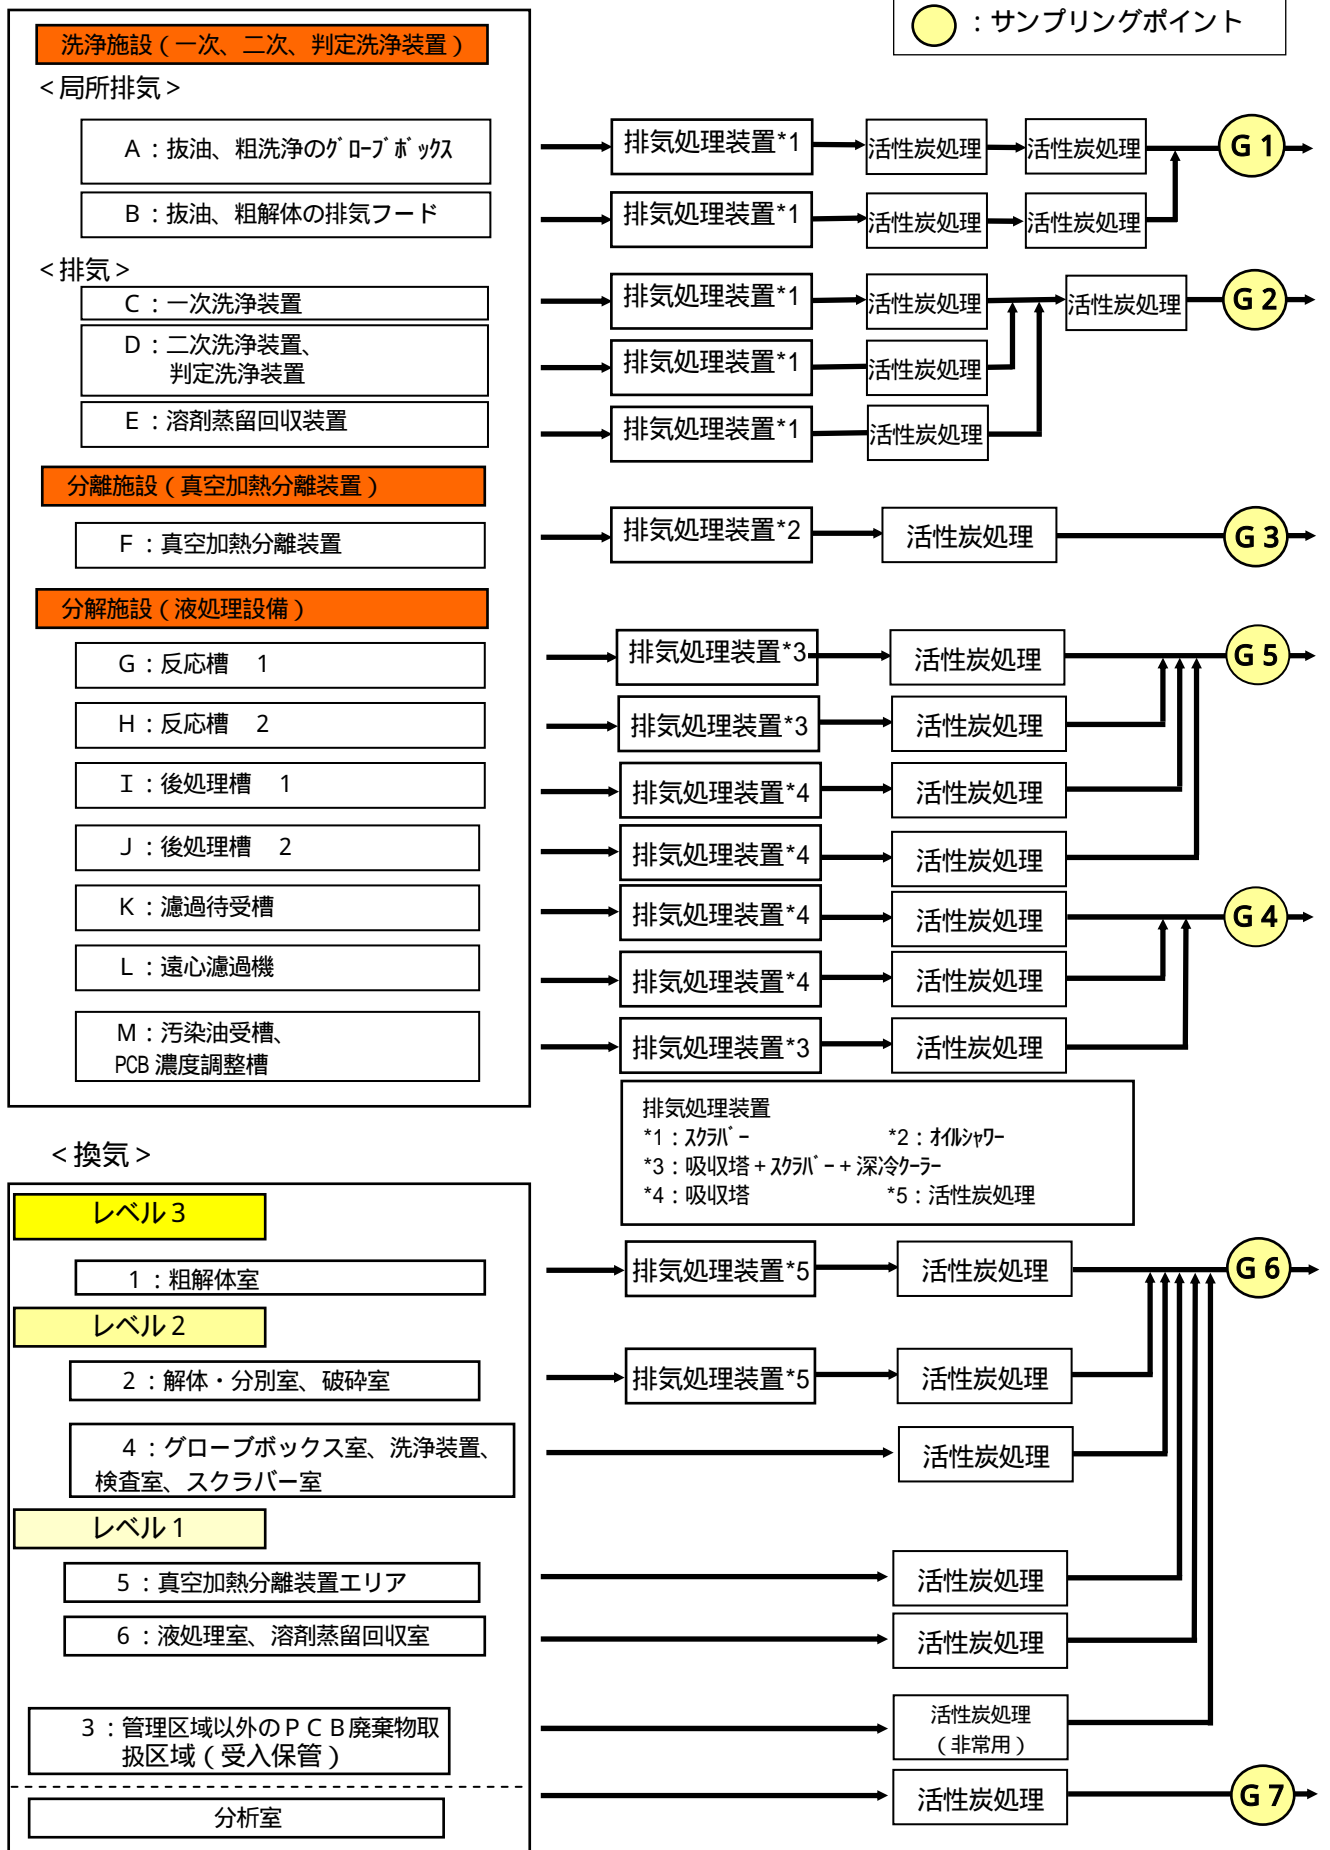 ：サンプリングポイント
洗浄施設（一次、二次、判定洗浄装置）
＜局所排気＞
A：抜油、粗洗浄のｸﾞﾛｰﾌﾞﾎﾞｯｸｽ
排気処理装置*1
活性炭処理
活性炭処理
G 1
B：抜油、粗解体の排気フード
排気処理装置*1
活性炭処理
活性炭処理
＜排気＞
C：一次洗浄装置
排気処理装置*1
活性炭処理
活性炭処理
G 2
D：二次洗浄装置、
判定洗浄装置
排気処理装置*1
活性炭処理
E：溶剤蒸留回収装置
排気処理装置*1
活性炭処理
分離施設（真空加熱分離装置）
F：真空加熱分離装置
排気処理装置*2
活性炭処理
G 3
分解施設（液処理設備）
G：反応槽　1
排気処理装置*3
活性炭処理
G 5
H：反応槽　2
排気処理装置*3
活性炭処理
I：後処理槽　1
排気処理装置*4
活性炭処理
J：後処理槽　2
排気処理装置*4
活性炭処理
K：濾過待受槽
排気処理装置*4
活性炭処理
G 4
L：遠心濾過機
排気処理装置*4
活性炭処理
M：汚染油受槽、
PCB 濃度調整槽
排気処理装置*3
活性炭処理
排気処理装置
*1：ｽｸﾗﾊﾞｰ　*2：ｵｲﾙｼｬﾜｰ
*3：吸収塔＋ｽｸﾗﾊﾞｰ＋深冷ｸｰﾗｰ
*4：吸収塔　*5：活性炭処理
＜換気＞
レベル3
1：粗解体室
排気処理装置*5
活性炭処理
G 6
レベル2
2：解体・分別室、破砕室
排気処理装置*5
活性炭処理
4：グローブボックス室、洗浄装置、
検査室、スクラバー室
活性炭処理
レベル1
5：真空加熱分離装置エリア
活性炭処理
6：液処理室、溶剤蒸留回収室
活性炭処理
3：管理区域以外のＰＣＢ廃棄物取
扱区域（受入保管）
活性炭処理
（非常用）
分析室
活性炭処理
G 7